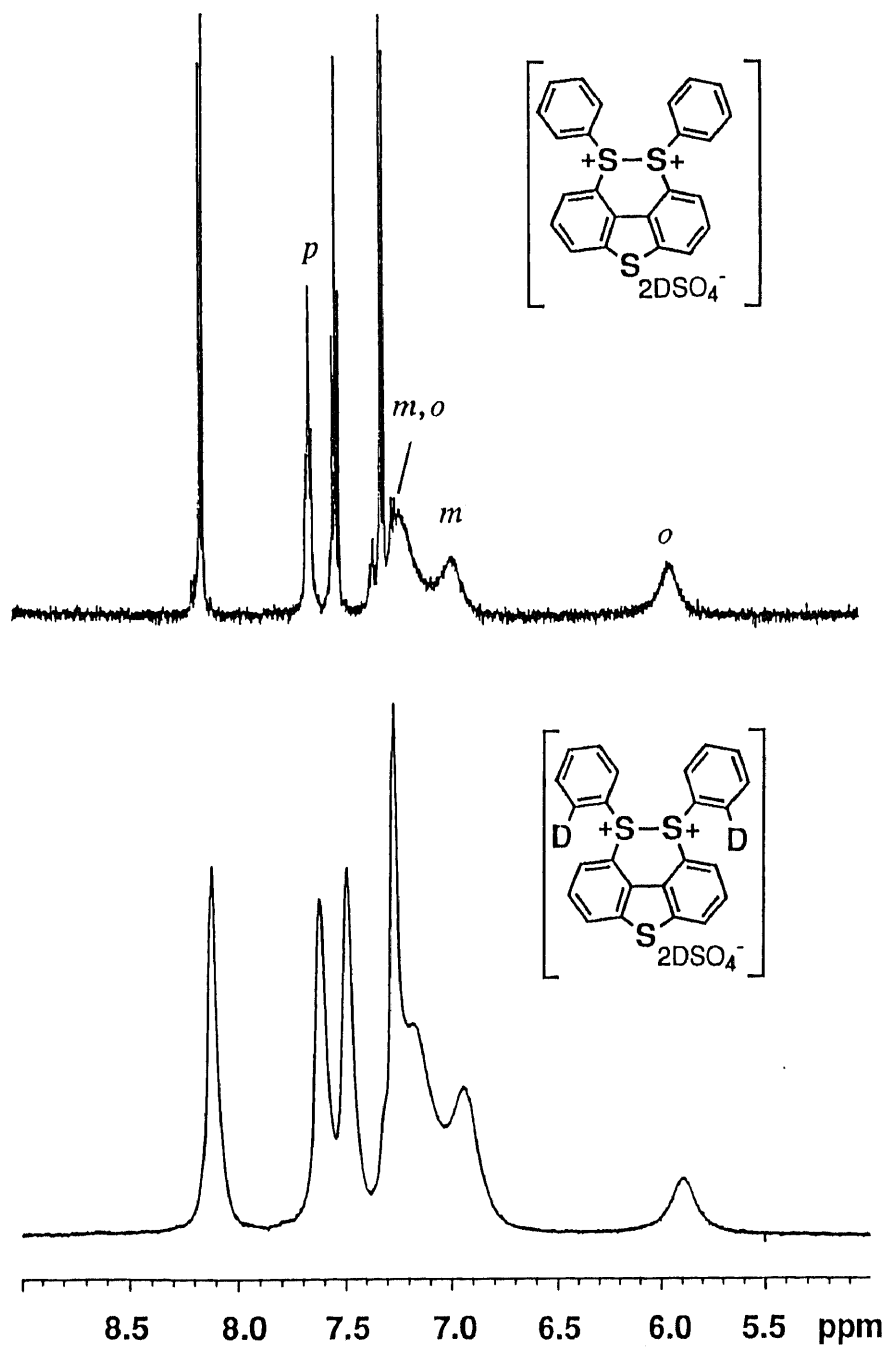 +S–S+
S
2DSO₄⁻
p
m, o
m
o
D +S–S+ D
S
2DSO₄⁻
8.5 8.0 7.5 7.0 6.5 6.0 5.5 ppm